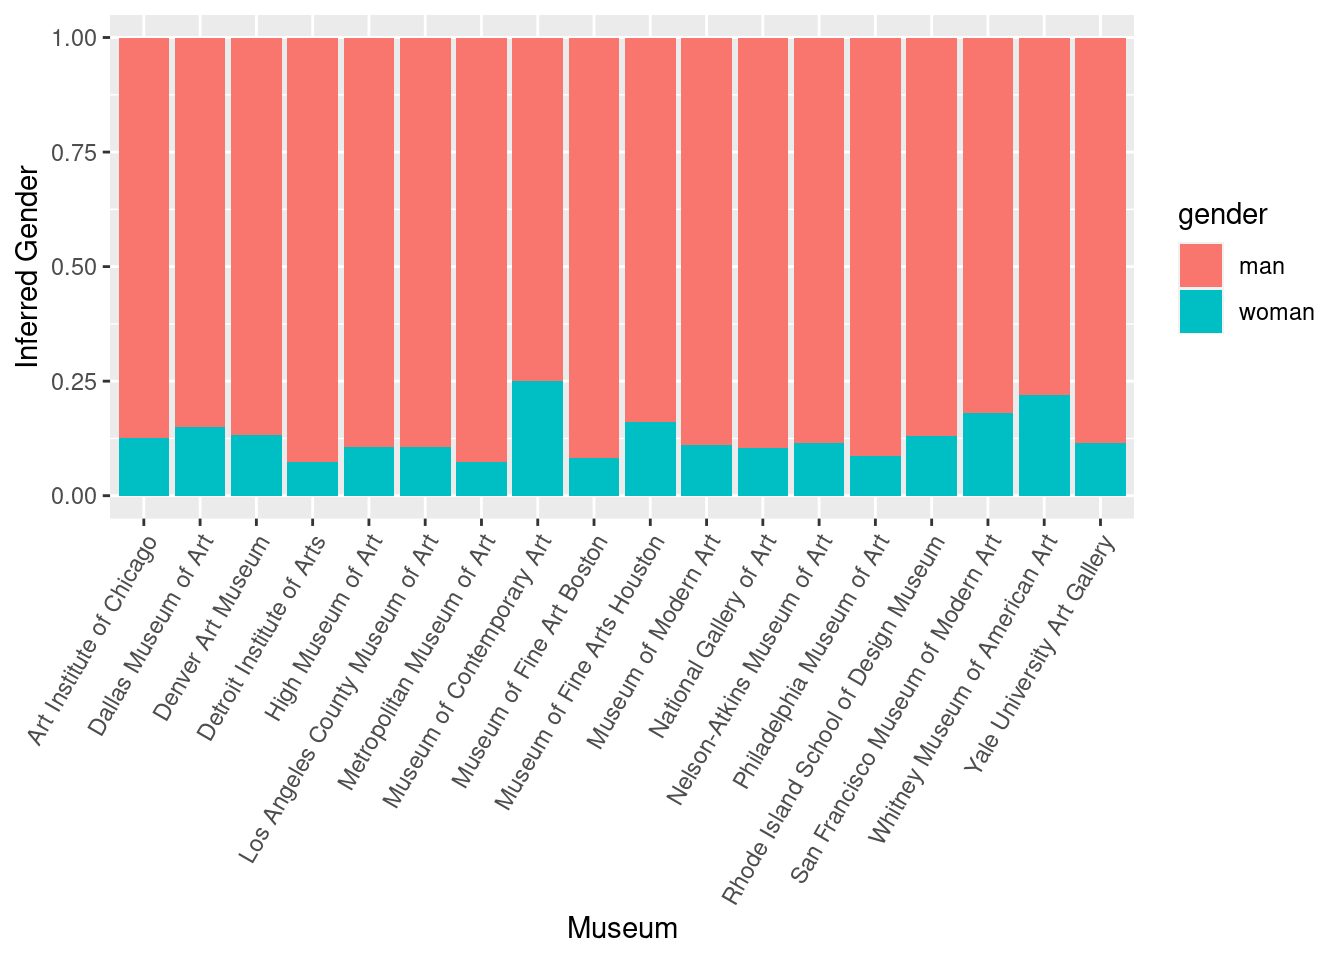 1.00
0.75
0.50
0.25
0.00
Inferred Gender
Art Institute of Chicago
Dallas Museum of Art
Denver Art Museum
Detroit Institute of Arts
High Museum of Art
Los Angeles County Museum of Art
Metropolitan Museum of Art
Museum of Contemporary Art
Museum of Fine Art Boston
Museum of Fine Arts Houston
Museum of Modern Art
National Gallery of Art
Nelson-Atkins Museum of Art
Philadelphia Museum of Art
Rhode Island School of Design Museum
San Francisco Museum of Modern Art
Whitney Museum of American Art
Yale University Art Gallery
Museum
gender
man
woman